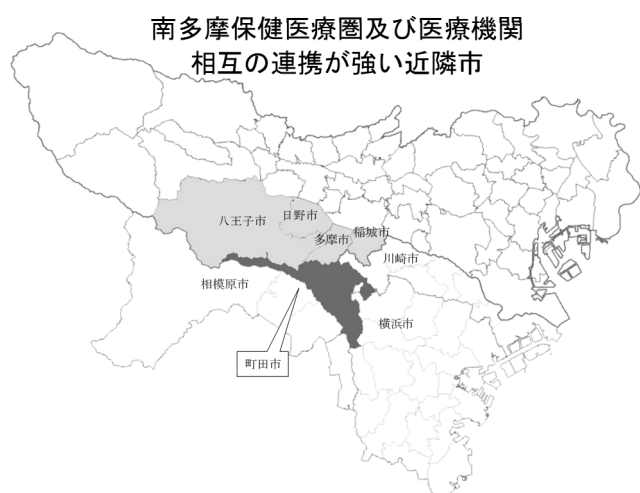 南多摩保健医療圏及び医療機関
相互の連携が強い近隣市
八王子市
日野市
多摩市
稲城市
川崎市
相模原市
横浜市
町田市